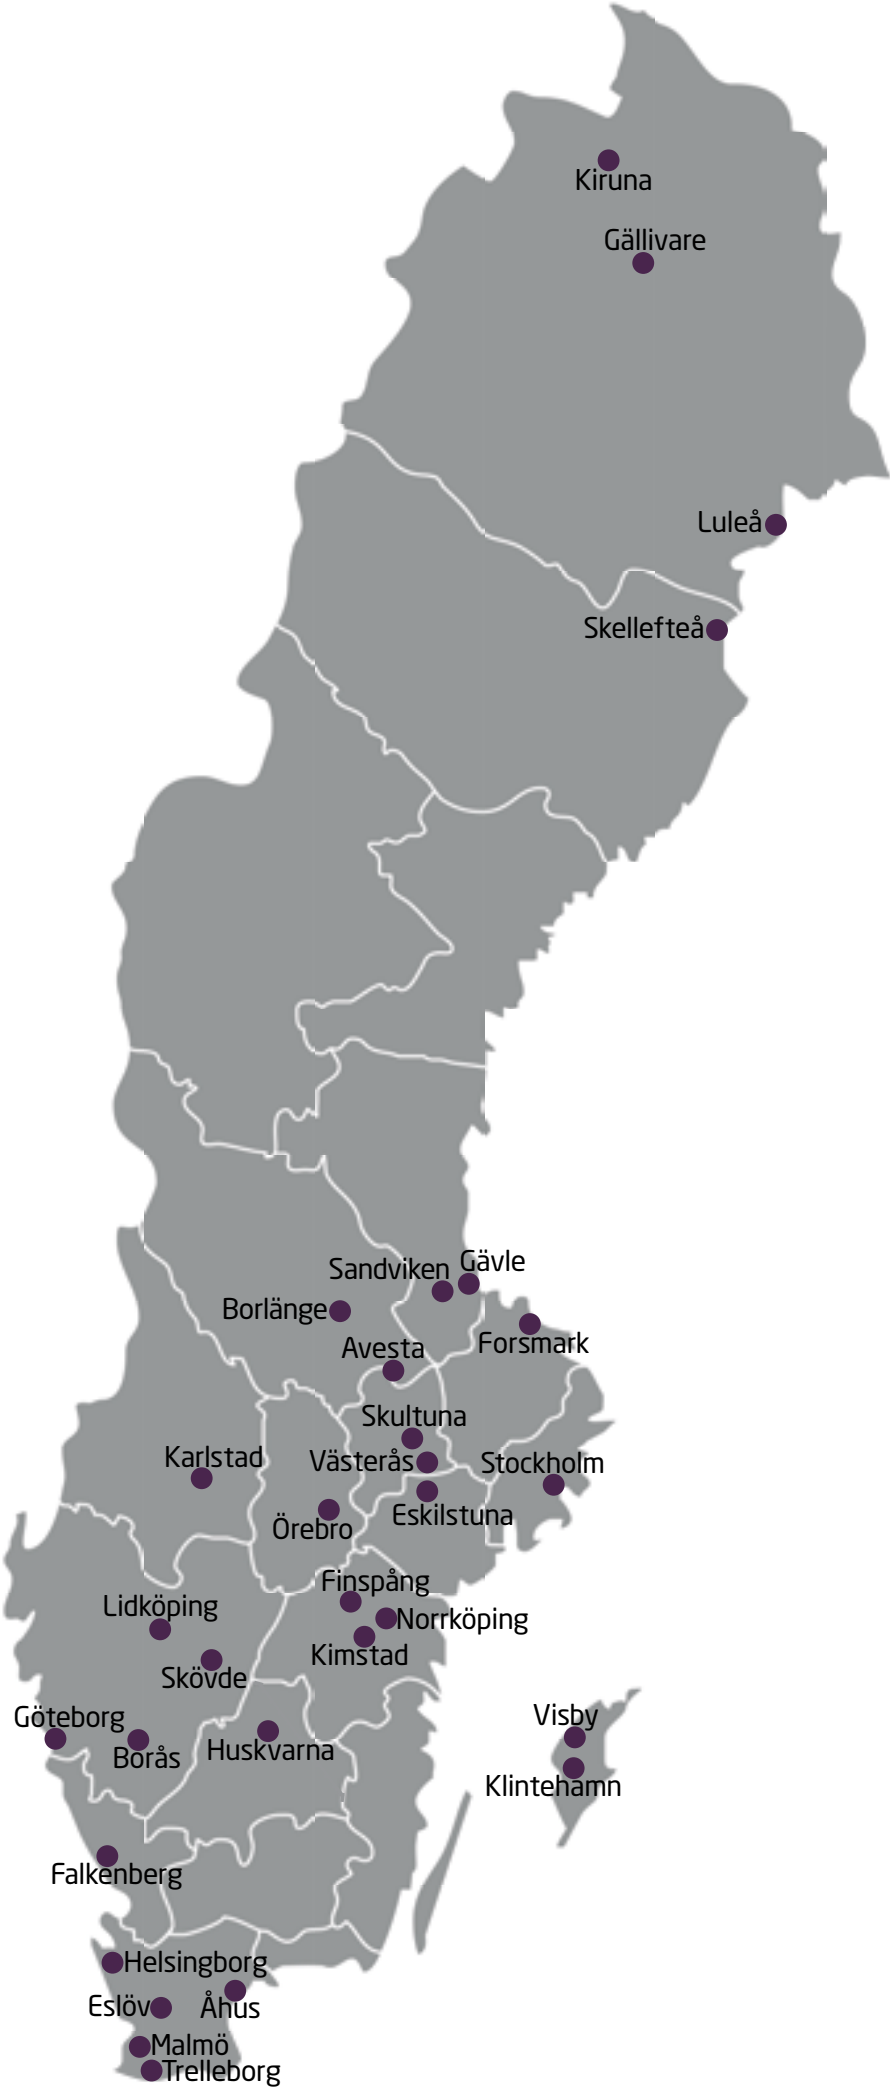 Kiruna
Gällivare
Luleå
Skellefteå
Gävle
Sandviken
Borlänge
Forsmark
Avesta
Skultuna
Karlstad
Västerås
Stockholm
Eskilstuna
Örebro
Finspång
Lidköping
Norrköping
Kimstad
Skövde
Visby
Göteborg
Huskvarna
Borås
Klintehamn
Falkenberg
Helsingborg
Eslöv
Åhus
Malmö
Trelleborg